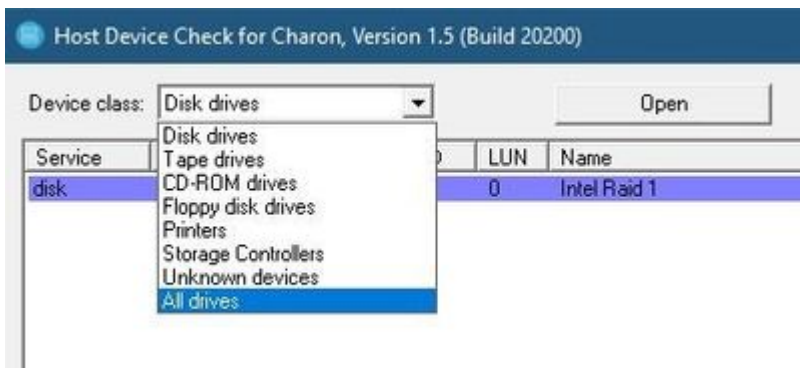 Host Device Check for Charon, Version 1.5 (Build 20200)
Device class: Disk drives Open
Disk drives
Tape drives
CD-ROM drives
Floppy disk drives
Printers
Storage Controllers
Unknown devices
All drives
Service LUN Name
disk 0 Intel Raid 1